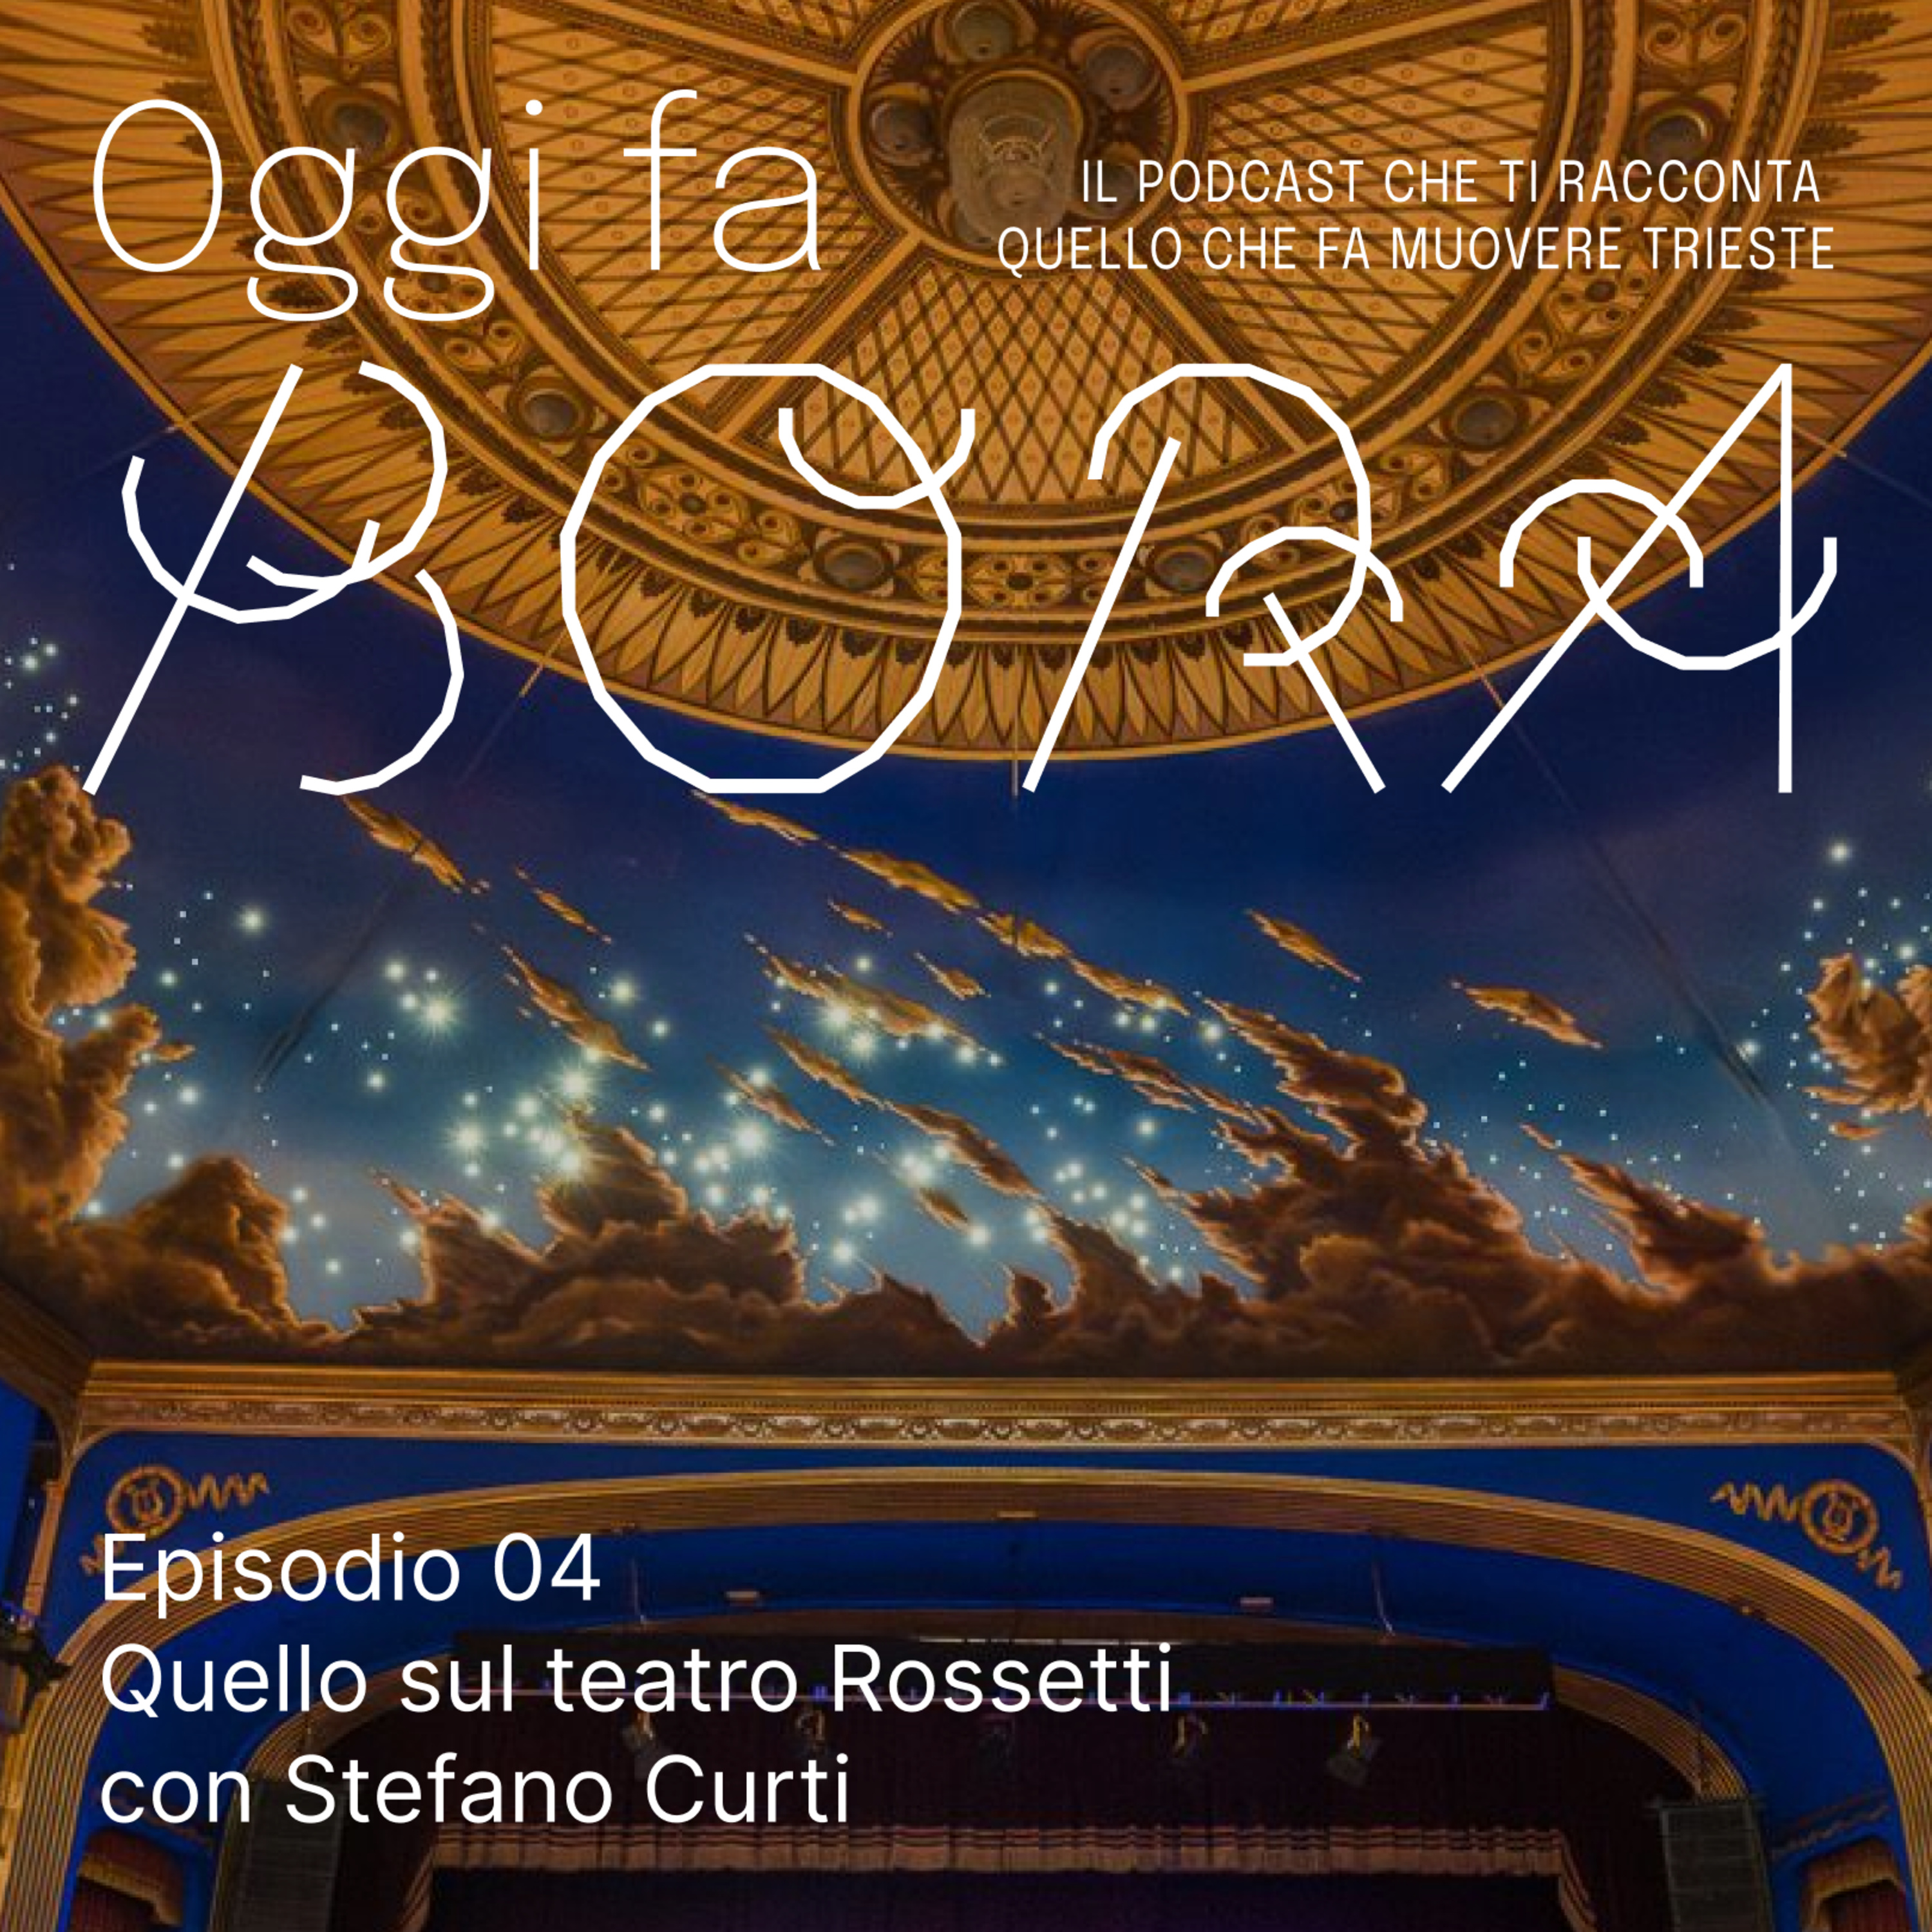 Oggi fa
IL PODCAST CHE TI RACCONTA
QUELLO CHE FA MUOVERE TRIESTE
BORA
Episodio 04
Quello sul teatro Rossetti
con Stefano Curti